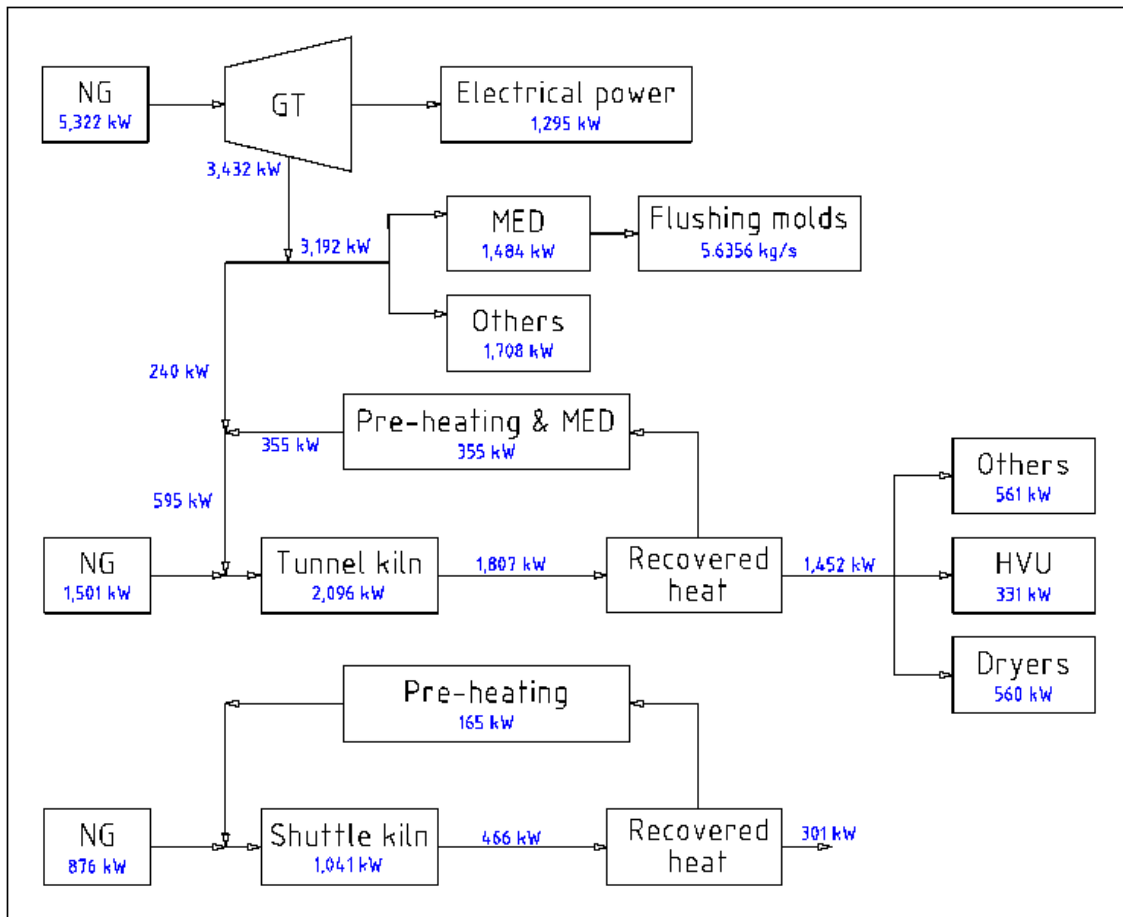 NG
5,322 kW
GT
Electrical power
1,295 kW
3,432 kW
MED
1,484 kW
Flushing molds
5.6356 kg/s
3,192 kW
Others
1,708 kW
240 kW
Pre-heating & MED
355 kW
355 kW
Others
561 kW
595 kW
NG
1,501 kW
Tunnel kiln
2,096 kW
1,807 kW
Recovered
heat
1,452 kW
HVU
331 kW
Dryers
560 kW
Pre-heating
165 kW
NG
876 kW
Shuttle kiln
1,041 kW
466 kW
Recovered
heat
301 kW